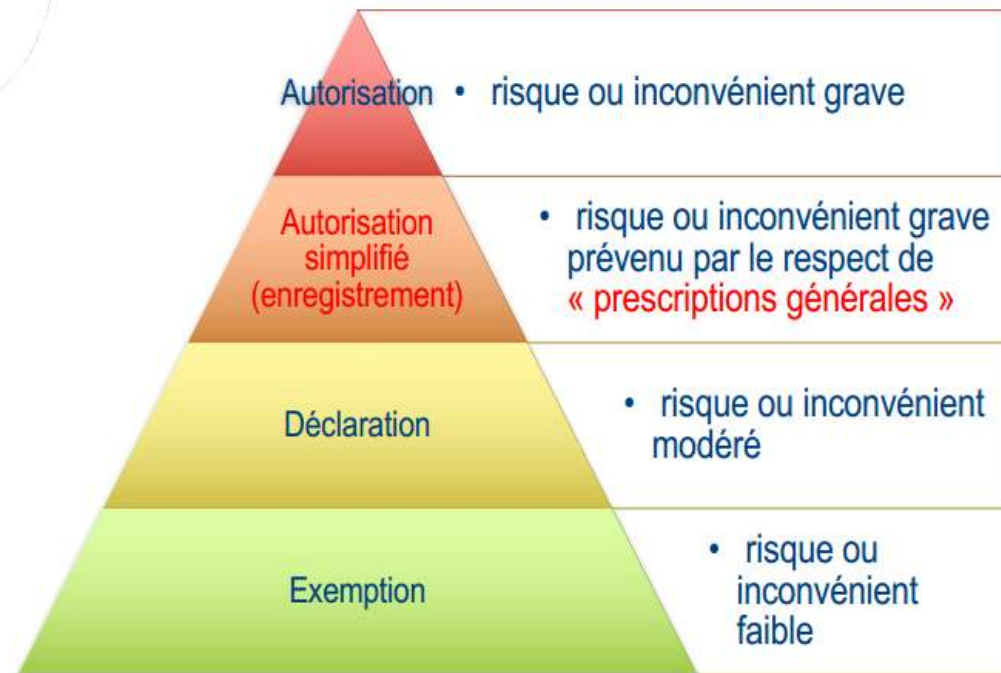 Autorisation • risque ou inconvénient grave
Autorisation
simplifié
(enregistrement)
• risque ou inconvénient grave
prévenu par le respect de
« prescriptions générales »
Déclaration
• risque ou inconvénient
modéré
Exemption
• risque ou
inconvénient
faible